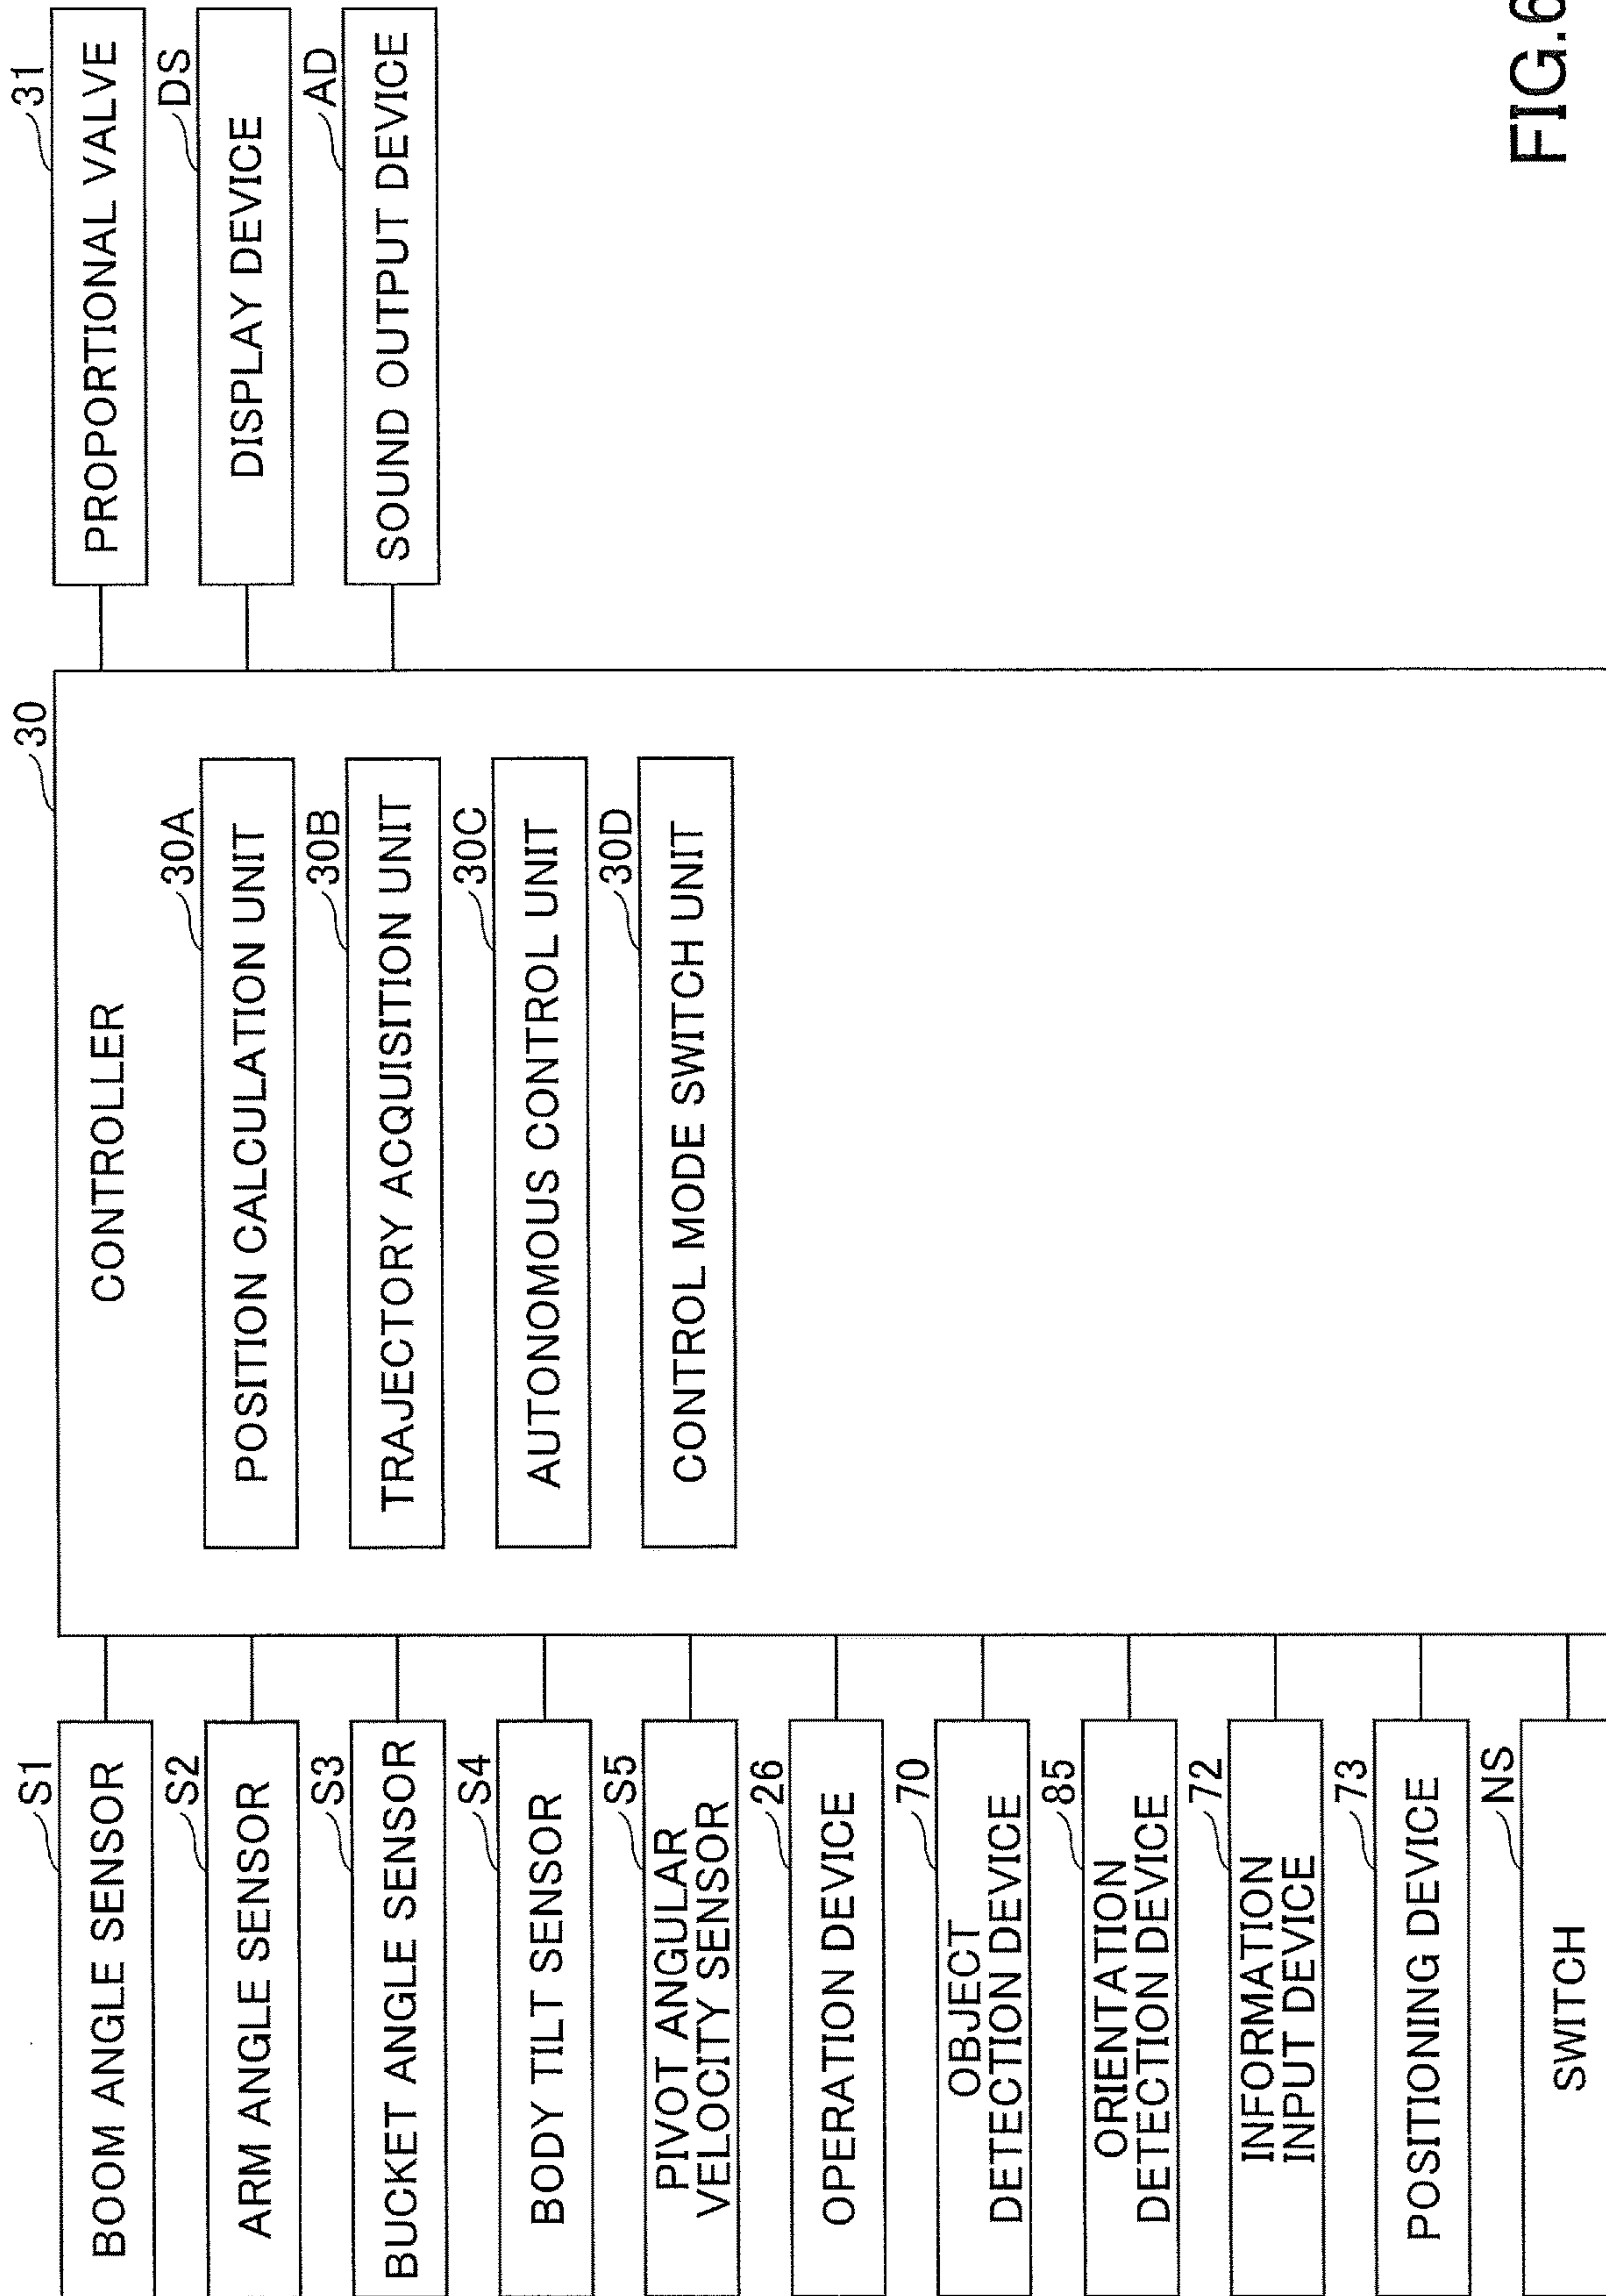 S1
BOOM ANGLE SENSOR
S2
ARM ANGLE SENSOR
S3
BUCKET ANGLE SENSOR
S4
BODY TILT SENSOR
S5
PIVOT ANGULAR
VELOCITY SENSOR
26
OPERATION DEVICE
70
OBJECT
DETECTION DEVICE
85
ORIENTATION
DETECTION DEVICE
72
INFORMATION
INPUT DEVICE
73
POSITIONING DEVICE
NS
SWITCH
30
CONTROLLER
30A
POSITION CALCULATION UNIT
30B
TRAJECTORY ACQUISITION UNIT
30C
AUTONOMOUS CONTROL UNIT
30D
CONTROL MODE SWITCH UNIT
31
PROPORTIONAL VALVE
DS
DISPLAY DEVICE
AD
SOUND OUTPUT DEVICE
FIG.6